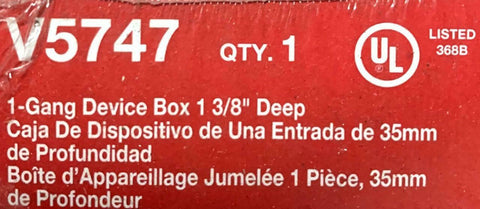 V5747 QTY. 1 UL LISTED
368B
1-Gang Device Box 1 3/8" Deep
Caja De Dispositivo de Una Entrada de 35mm
de Profundidad
Boîte d'Appareillage Jumelée 1 Pièce, 35mm
de Profondeur